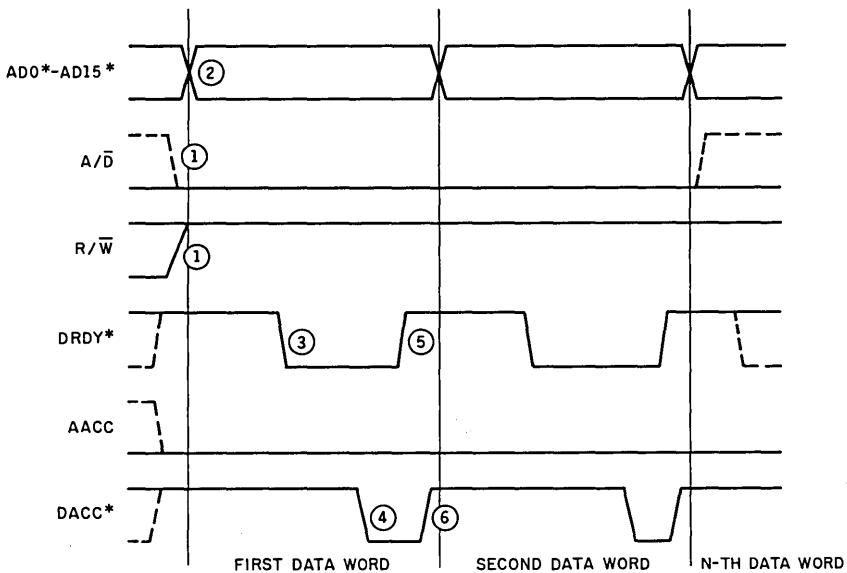 AD0*-AD15*
②
A/D̅
①
R/W̅
①
DRDY*
③
⑤
AACC
DACC*
④
⑥
FIRST DATA WORD
SECOND DATA WORD
N-TH DATA WORD